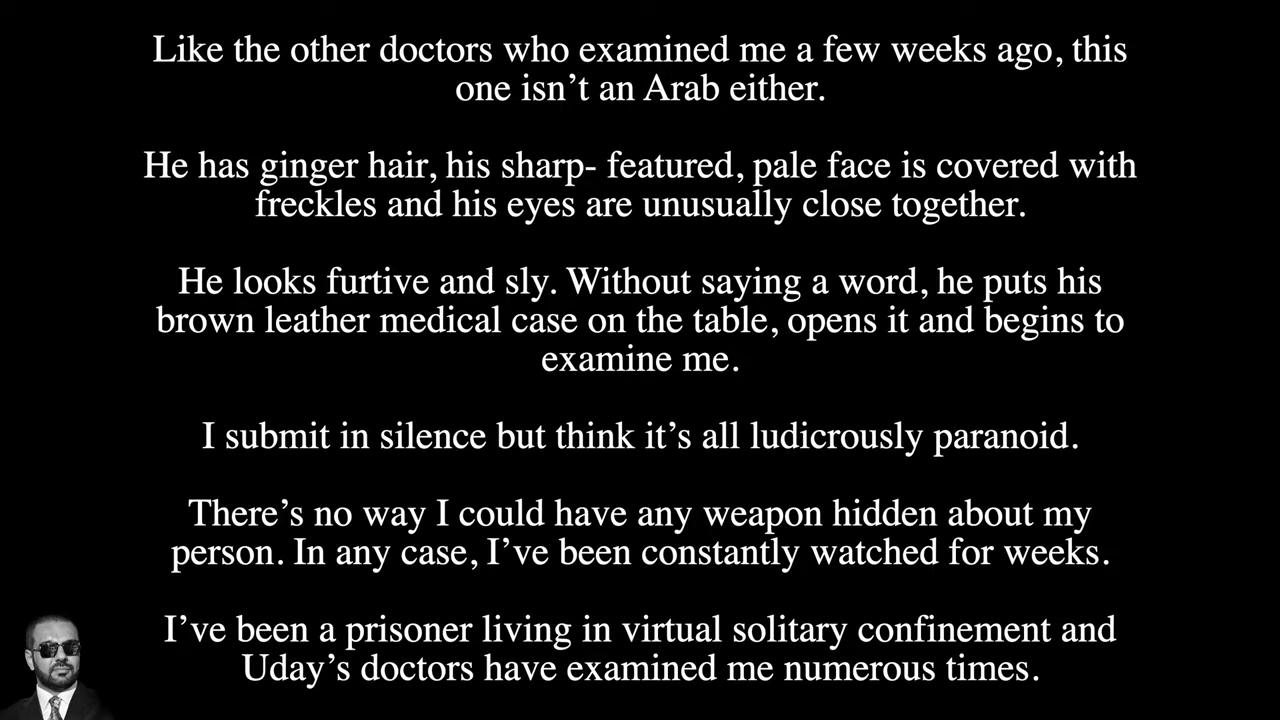 Like the other doctors who examined me a few weeks ago, this
one isn’t an Arab either.
He has ginger hair, his sharp- featured, pale face is covered with
freckles and his eyes are unusually close together.
He looks furtive and sly. Without saying a word, he puts his
brown leather medical case on the table, opens it and begins to
examine me.
I submit in silence but think it’s all ludicrously paranoid.
There’s no way I could have any weapon hidden about my
person. In any case, I’ve been constantly watched for weeks.
I’ve been a prisoner living in virtual solitary confinement and
Uday’s doctors have examined me numerous times.